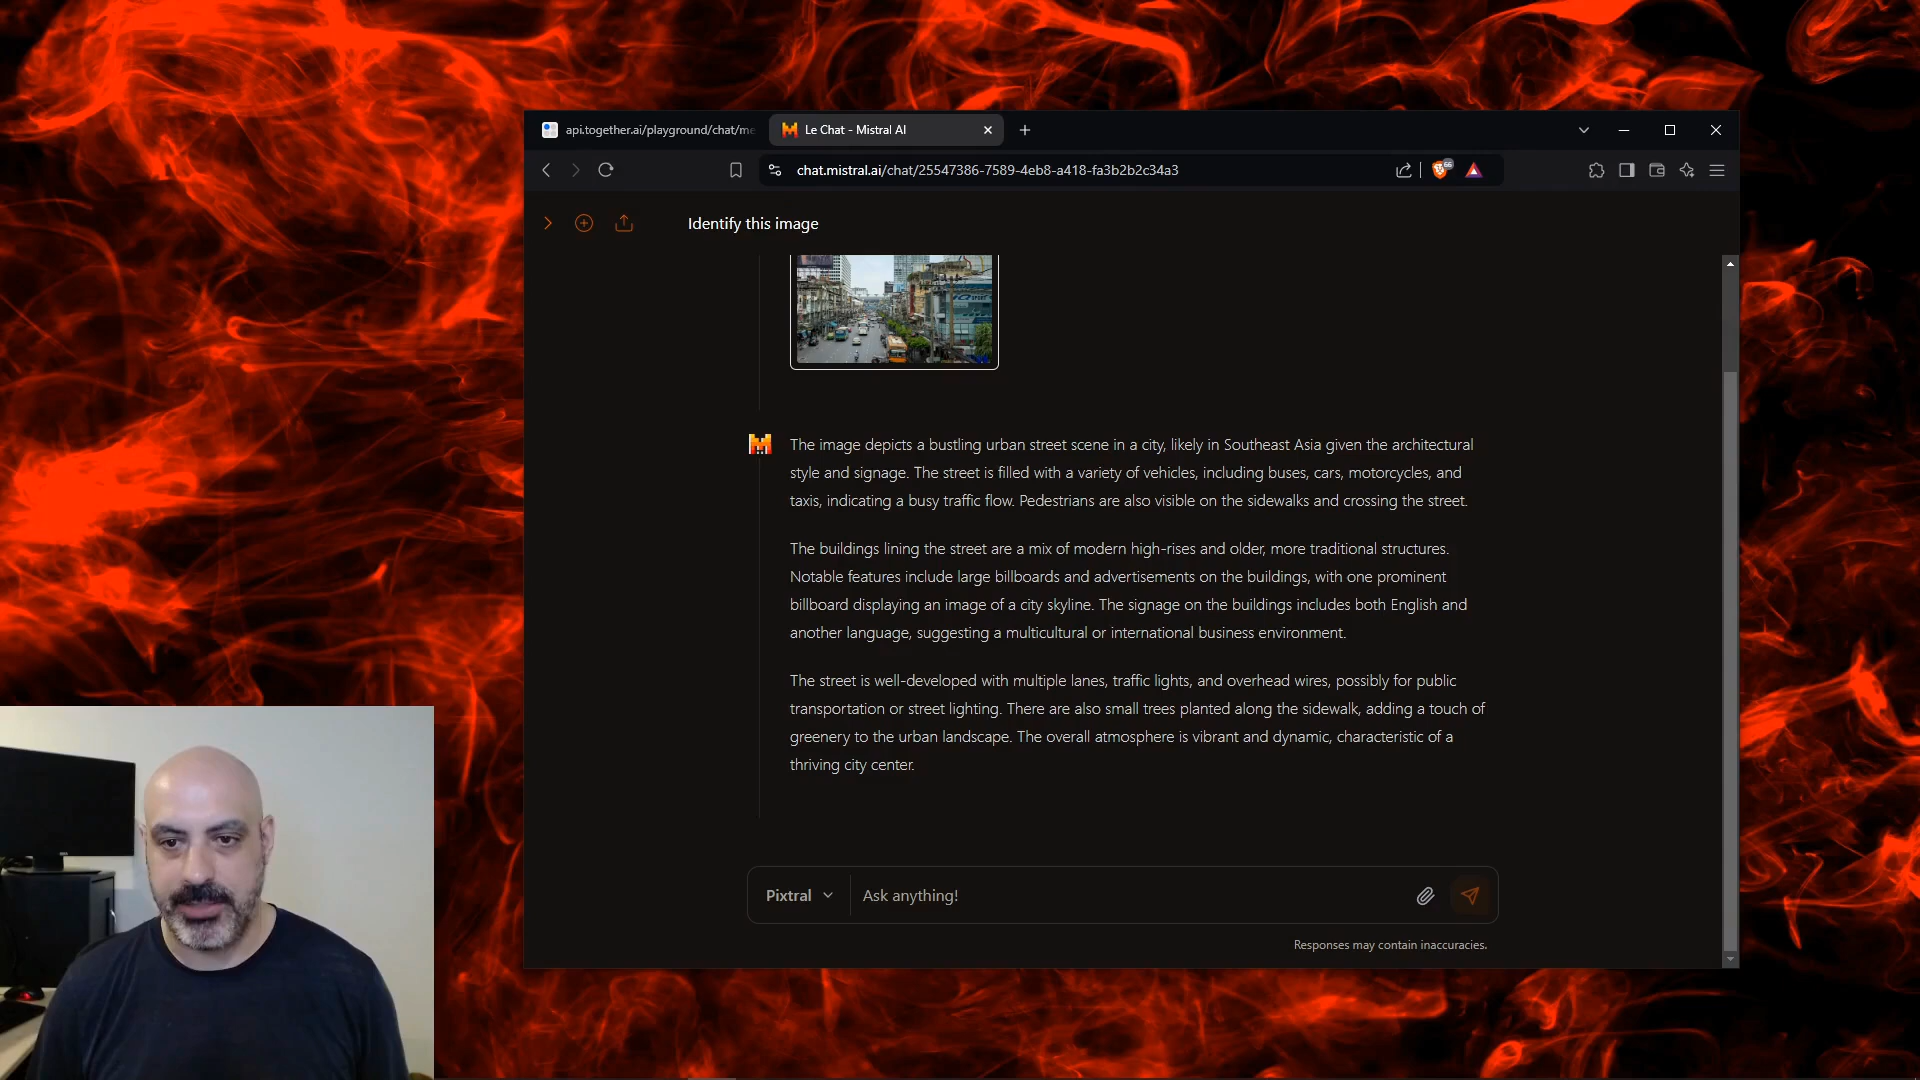 api.together.ai/playground/chat/me
Le Chat - Mistral AI
chat.mistral.ai/chat/25547386-7589-4eb8-a418-fa3b2b2c34a3
66
Identify this image
The image depicts a bustling urban street scene in a city, likely in Southeast Asia given the architectural
style and signage. The street is filled with a variety of vehicles, including buses, cars, motorcycles, and
taxis, indicating a busy traffic flow. Pedestrians are also visible on the sidewalks and crossing the street.
The buildings lining the street are a mix of modern high-rises and older, more traditional structures.
Notable features include large billboards and advertisements on the buildings, with one prominent
billboard displaying an image of a city skyline. The signage on the buildings includes both English and
another language, suggesting a multicultural or international business environment.
The street is well-developed with multiple lanes, traffic lights, and overhead wires, possibly for public
transportation or street lighting. There are also small trees planted along the sidewalk, adding a touch of
greenery to the urban landscape. The overall atmosphere is vibrant and dynamic, characteristic of a
thriving city center.
Pixtral
Ask anything!
Responses may contain inaccuracies.